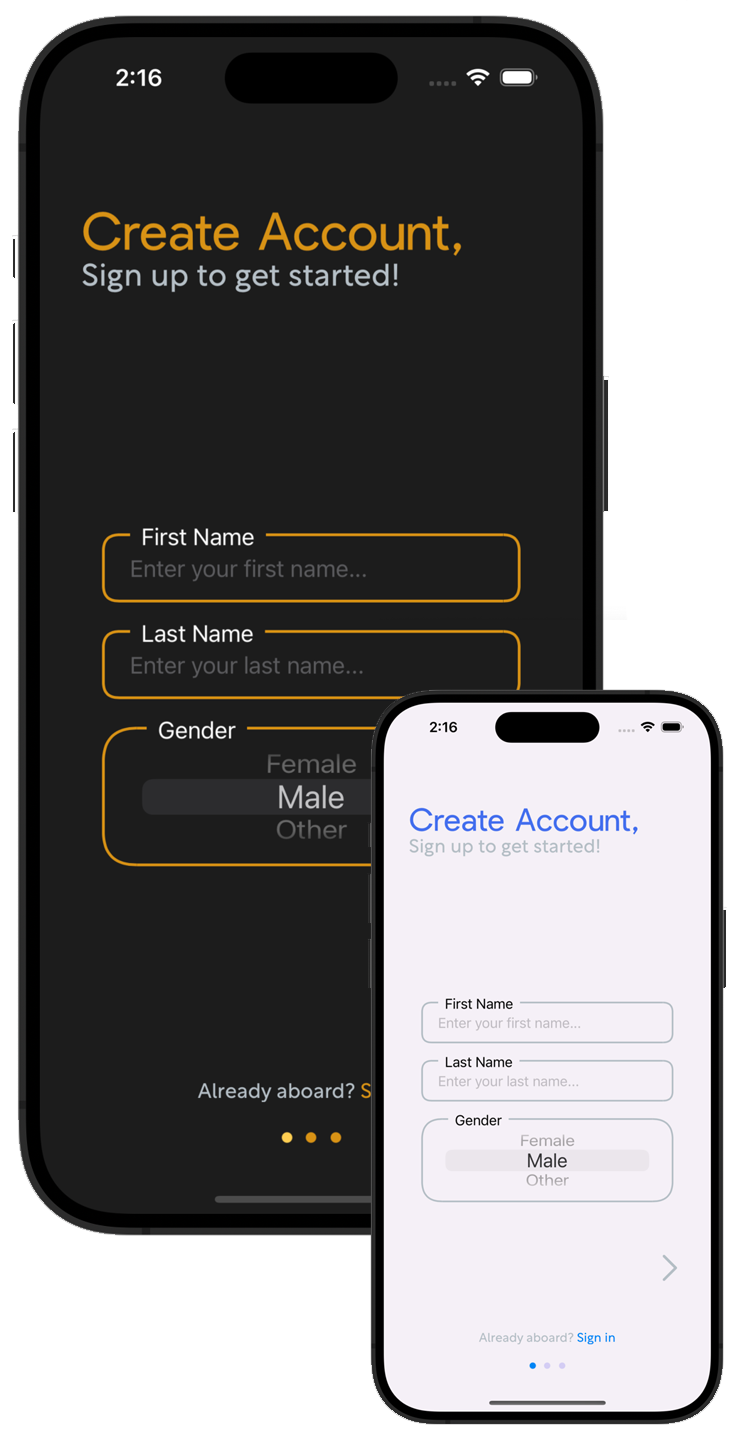 2:16
Create Account,
Sign up to get started!
First Name
Enter your first name...
Last Name
Enter your last name...
Gender
Female
Male
Other
Already aboard? S
2:16
Create Account,
Sign up to get started!
First Name
Enter your first name...
Last Name
Enter your last name...
Gender
Female
Male
Other
Already aboard? Sign in